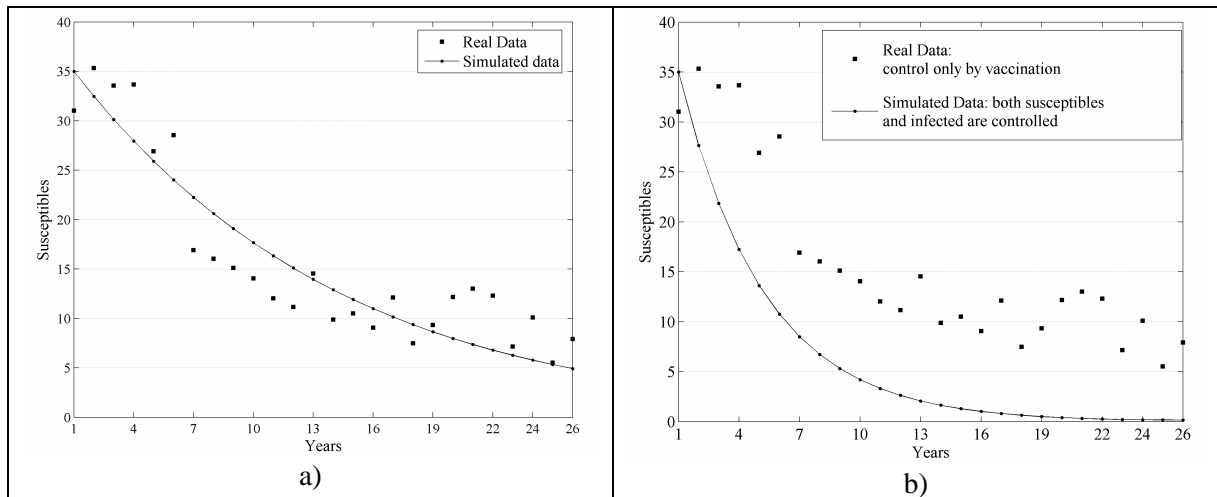 40
35
30
25
20
15
10
5
0
Susceptibles
Real Data
Simulated data
1 4 7 10 13 16 19 22 24 26
Years
a)
40
35
30
25
20
15
10
5
0
Susceptibles
Real Data:
control only by vaccination
Simulated Data: both susceptibles
and infected are controlled
1 4 7 10 13 16 19 22 24 26
Years
b)